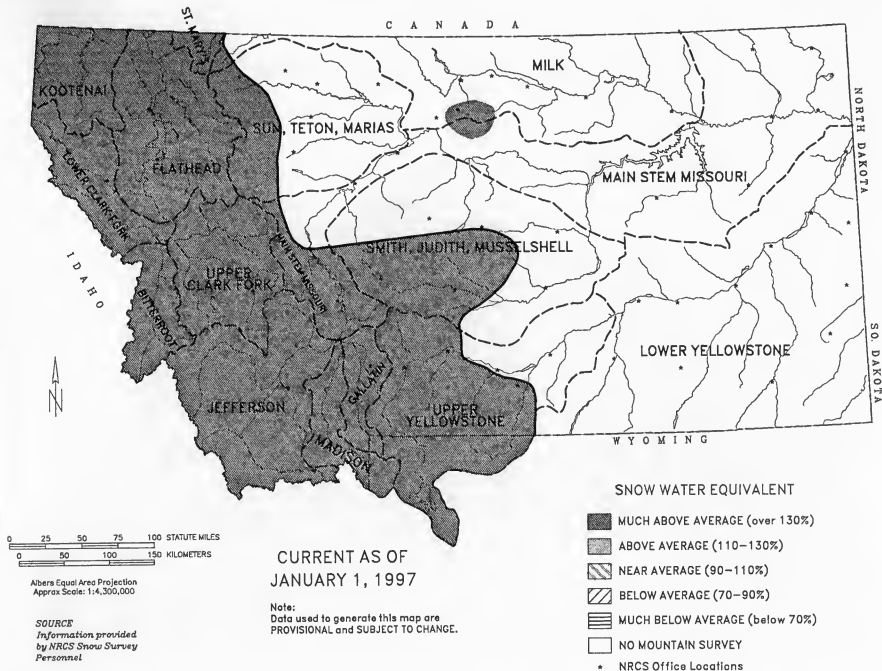 CANADA
ST. MARYS
MILK
KOOTENAI
SUN, TETON, MARIAS
NORTH DAKOTA
FLATHEAD
LOWER CLARK FORK
MAIN STEM MISSOURI
MAIN STEM MISSOURI
SMITH, JUDITH, MUSSELSHELL
IDAHO
UPPER
CLARK FORK
BITTERROOT
SO. DAKOTA
LOWER YELLOWSTONE
GALATIN
JEFFERSON
UPPER
YELLOWSTONE
N
MADISON
WYOMING
SNOW WATER EQUIVALENT
MUCH ABOVE AVERAGE (over 130%)
ABOVE AVERAGE (110-130%)
NEAR AVERAGE (90-110%)
BELOW AVERAGE (70-90%)
MUCH BELOW AVERAGE (below 70%)
NO MOUNTAIN SURVEY
* NRCS Office Locations
0 25 50 75 100 STATUTE MILES
0 50 100 150 KILOMETERS
Albers Equal Area Projection
Approx Scale: 1:4,300,000
SOURCE
Information provided
by NRCS Snow Survey
Personnel
CURRENT AS OF
JANUARY 1, 1997
Note:
Data used to generate this map are
PROVISIONAL and SUBJECT TO CHANGE.